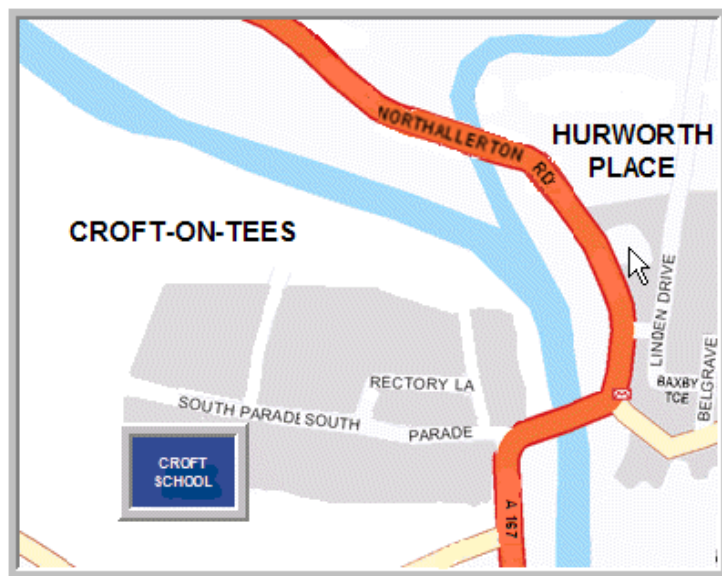 NORTHALLERTON RD
HURWORTH
PLACE
CROFT-ON-TEES
LINDEN DRIVE
RECTORY LA
BAXBY
TCE
BELGRAVE
SOUTH PARADE SOUTH
PARADE
CROFT
SCHOOL
A 167